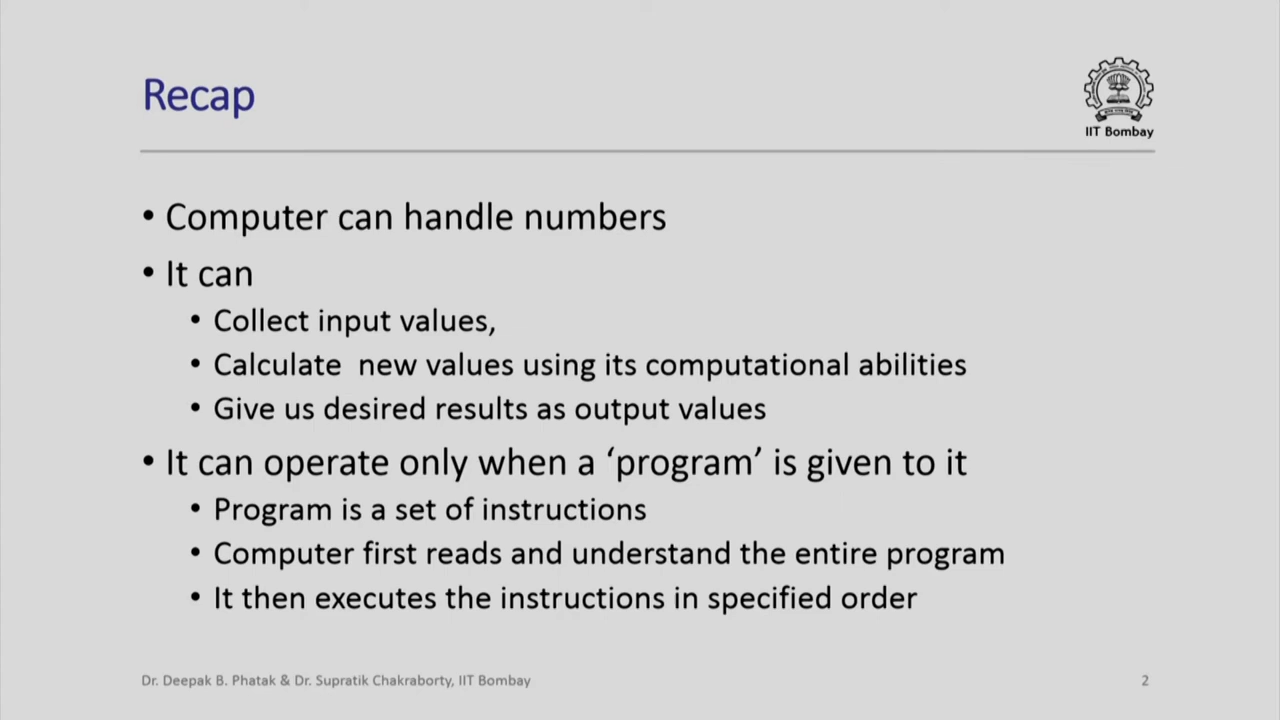 Recap
IIT Bombay
• Computer can handle numbers
• It can
• Collect input values,
• Calculate  new values using its computational abilities
• Give us desired results as output values
• It can operate only when a ‘program’ is given to it
• Program is a set of instructions
• Computer first reads and understand the entire program
• It then executes the instructions in specified order
Dr. Deepak B. Phatak & Dr. Supratik Chakraborty, IIT Bombay
2